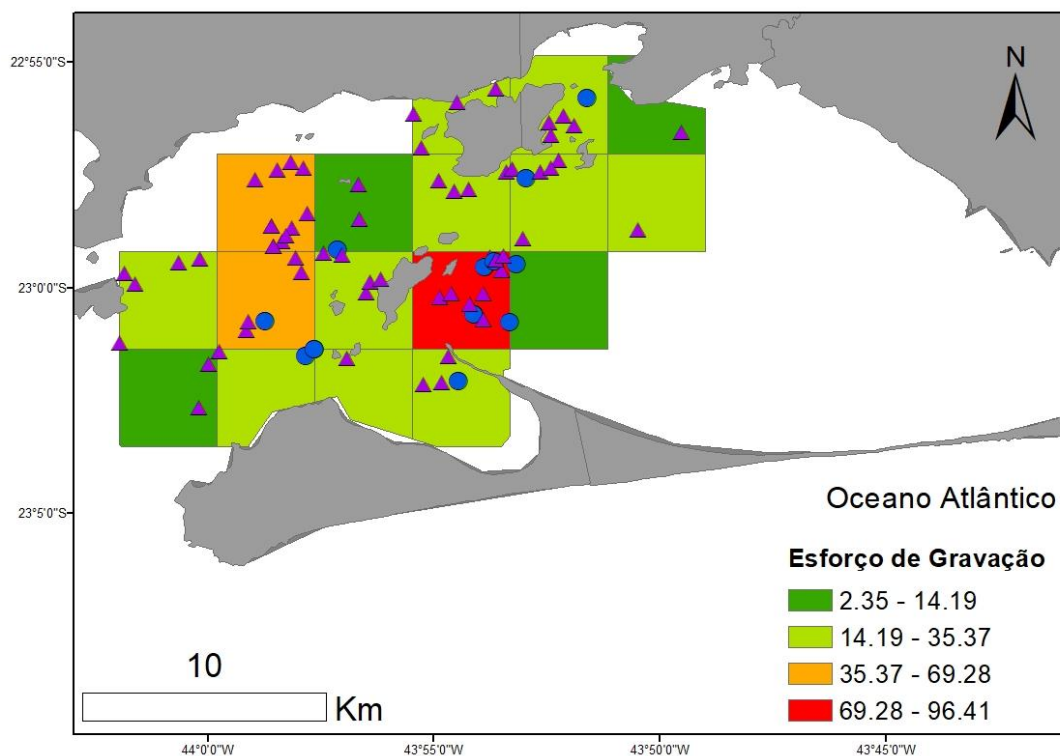 22°55'0"S
N
23°0'0"S
23°5'0"S
Oceano Atlântico
Esforço de Gravação
2.35 - 14.19
14.19 - 35.37
35.37 - 69.28
69.28 - 96.41
10
Km
44°0'0"W
43°55'0"W
43°50'0"W
43°45'0"W